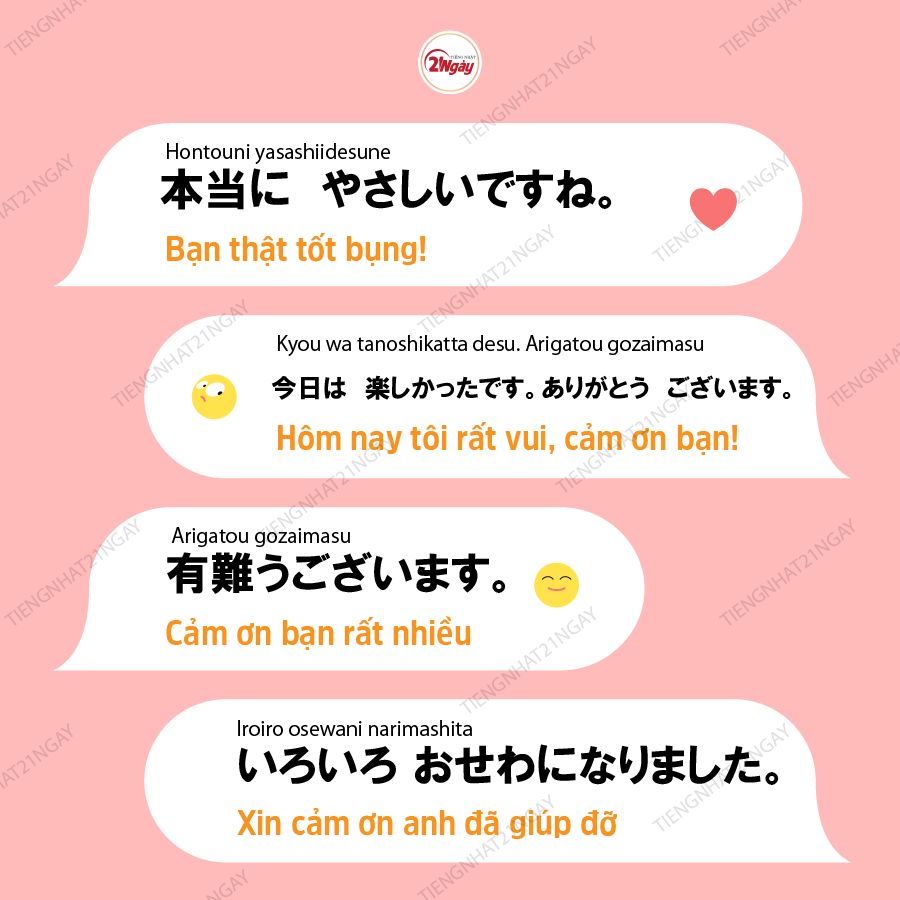 TIẾNG NHẬT
21Ngày
Hontouni yasashiidesune
本当に　やさしいですね。
Bạn thật tốt bụng!
Kyou wa tanoshikatta desu. Arigatou gozaimasu
今日は　楽しかったです。ありがとう　ございます。
Hôm nay tôi rất vui, cảm ơn bạn!
Arigatou gozaimasu
有難うございます。
Cảm ơn bạn rất nhiều
Iroiro osewani narimashita
いろいろ おせわになりました。
Xin cảm ơn anh đã giúp đỡ
TIENGNHAT21NGAY